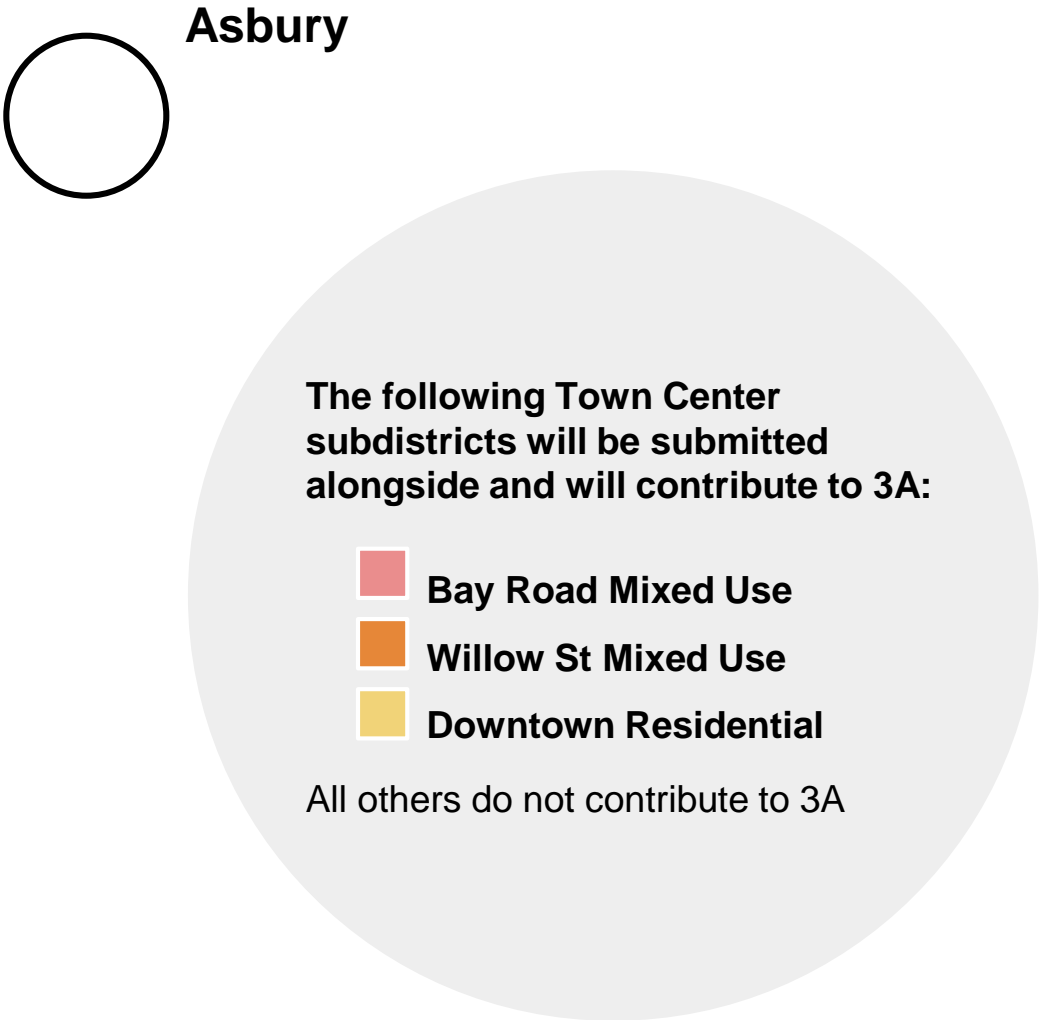 Asbury
The following Town Center
subdistricts will be submitted
alongside and will contribute to 3A:
Bay Road Mixed Use
Willow St Mixed Use
Downtown Residential
All others do not contribute to 3A